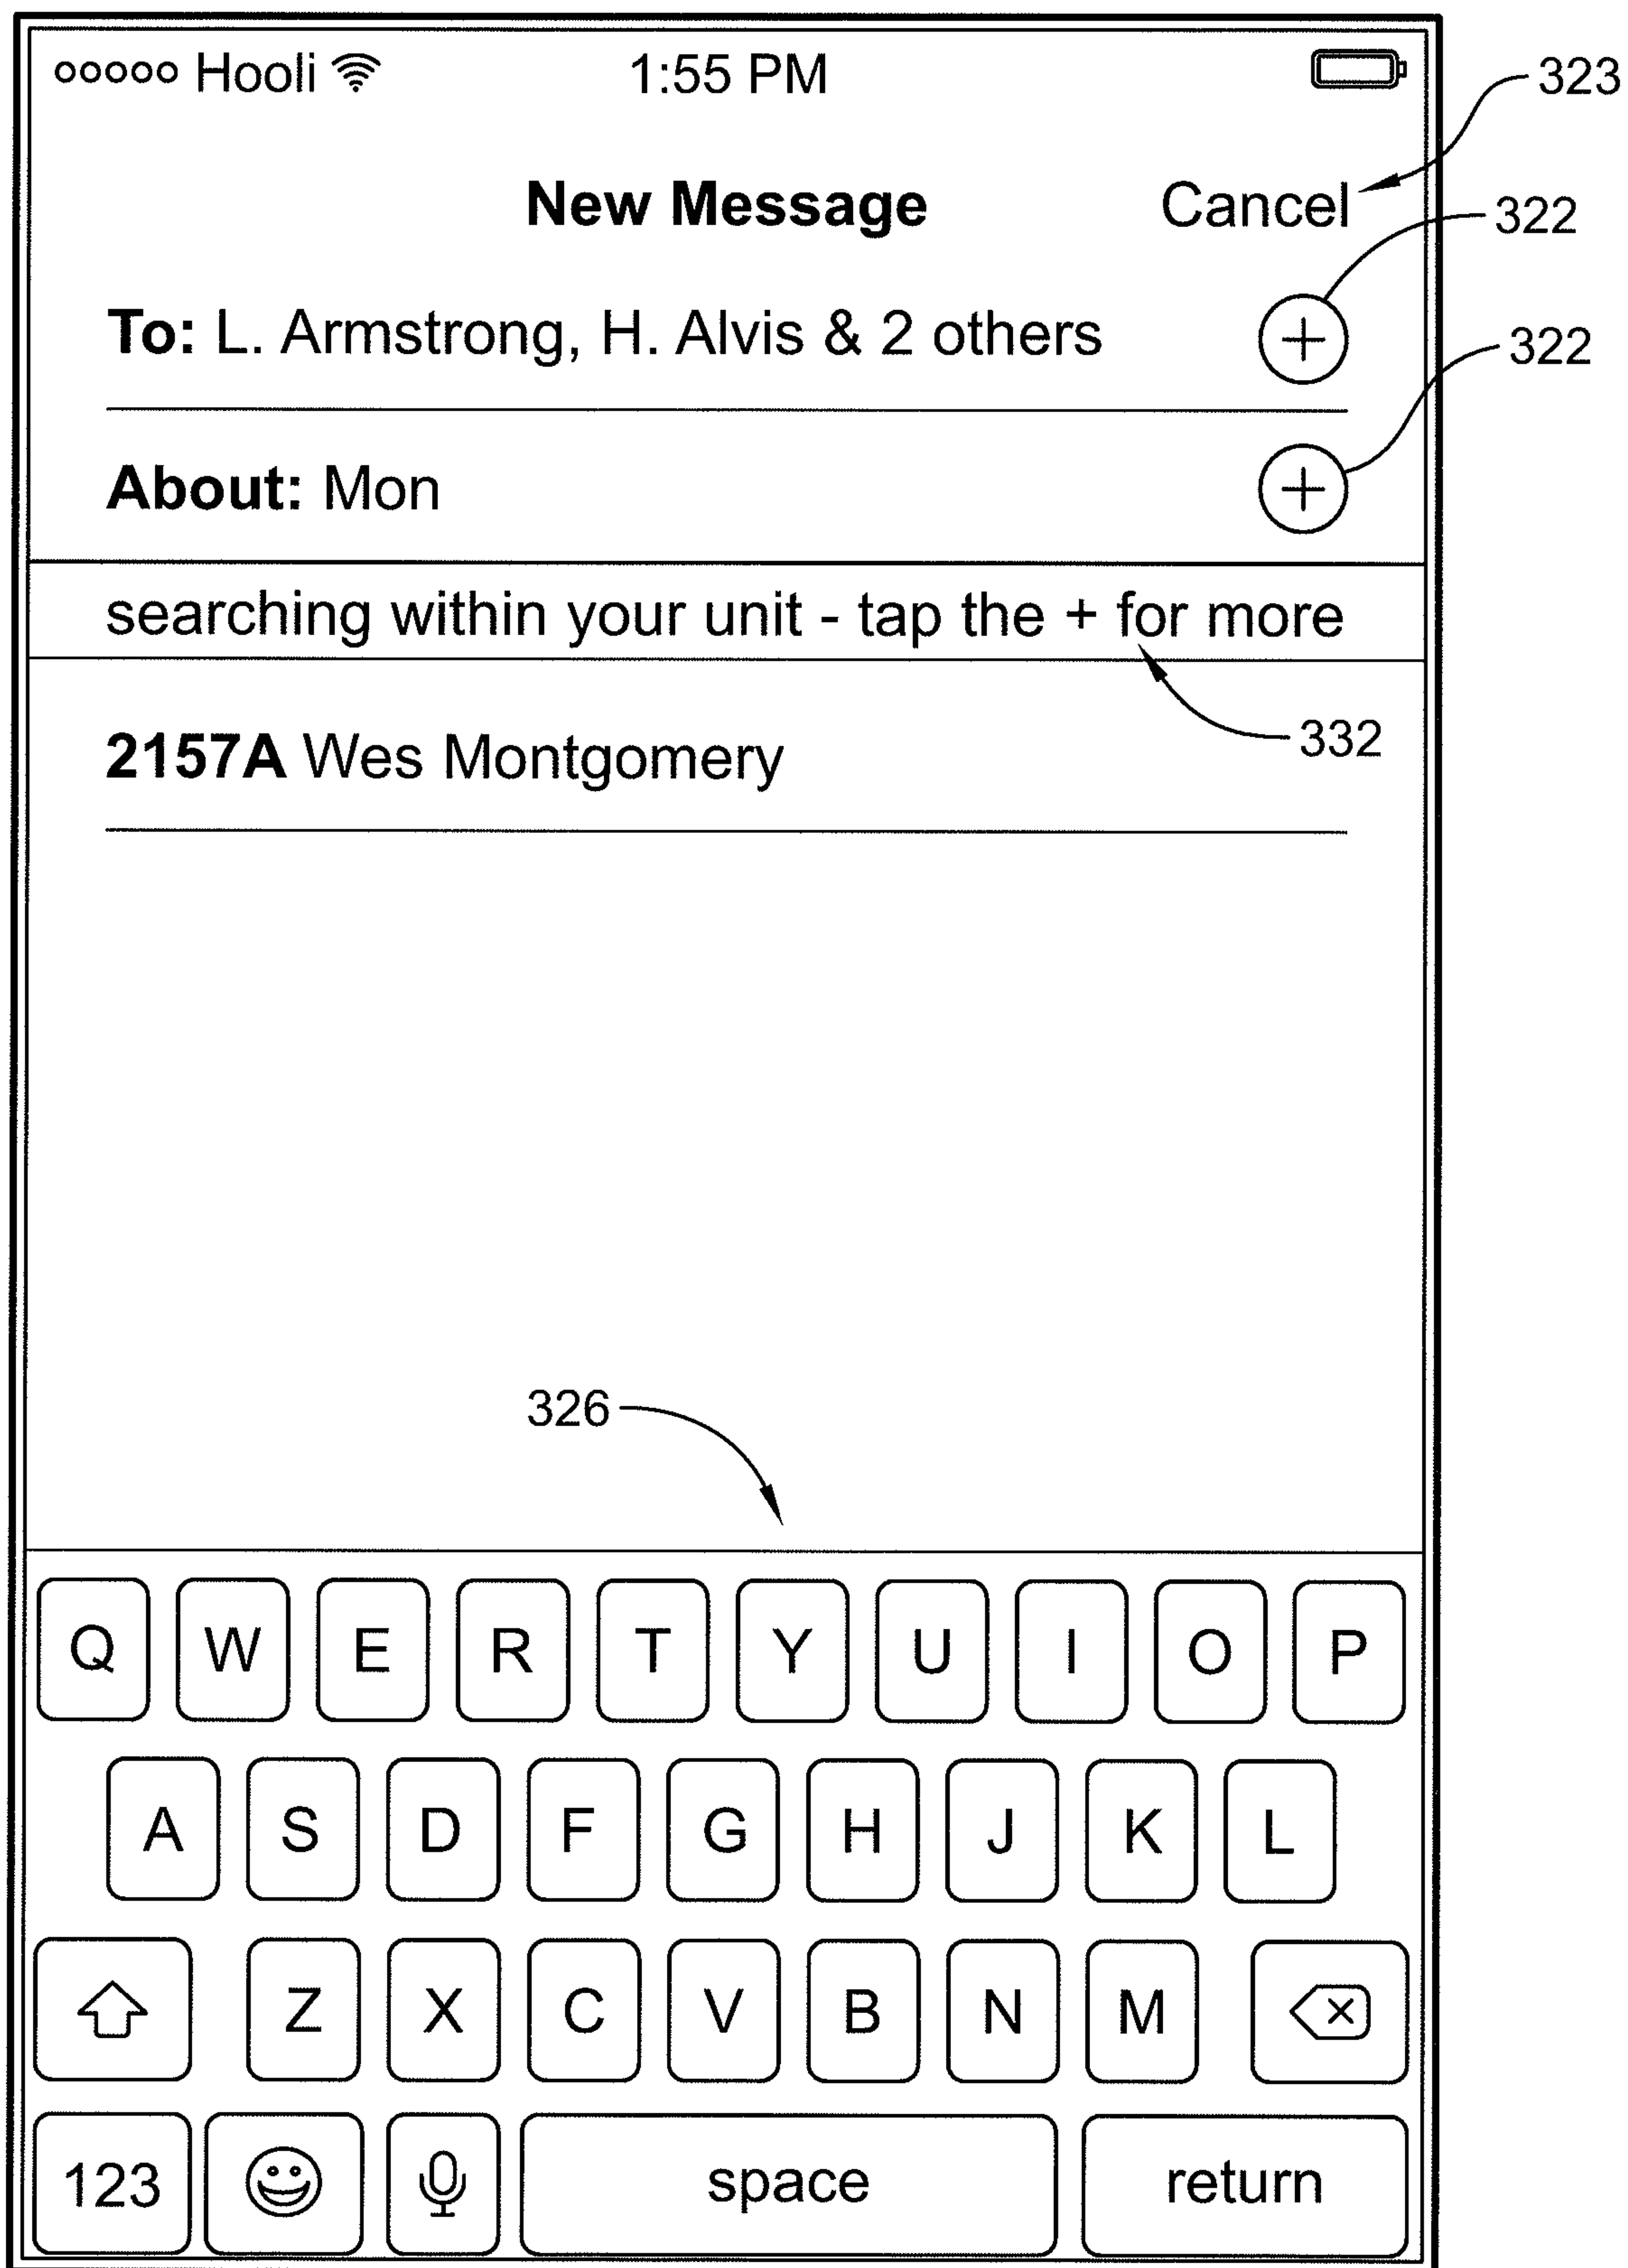 ooooo Hooli 1:55 PM
323
New Message Cancel
322
To: L. Armstrong, H. Alvis & 2 others +
322
About: Mon +
searching within your unit - tap the + for more
332
2157A Wes Montgomery
326
Q W E R T Y U I O P
A S D F G H J K L
Z X C V B N M
123 space return